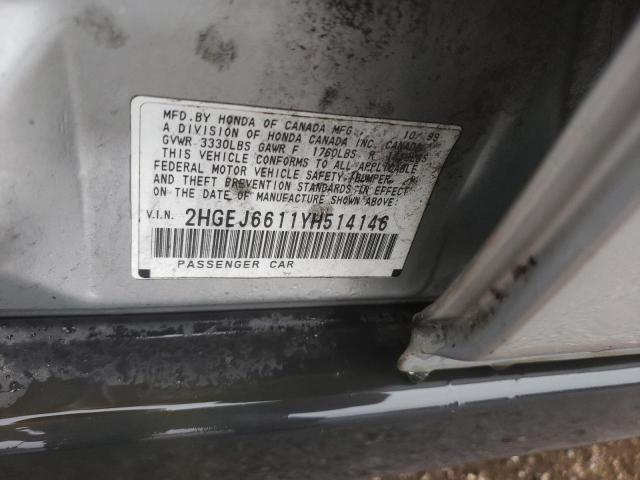 MFD. BY HONDA OF CANADA MFG. 10/99
A DIVISION OF HONDA CANADA INC. CANADA
GVWR 3330LBS GAWR F 1760LBS R
THIS VEHICLE CONFORMS TO ALL APPLICABLE
FEDERAL MOTOR VEHICLE SAFETY, BUMPER,
AND THEFT PREVENTION STANDARDS IN EFFECT
ON THE DATE OF MANUFACTURE SHOWN ABOVE.
V.I.N. 2HGEJ6611YH514146
PASSENGER CAR